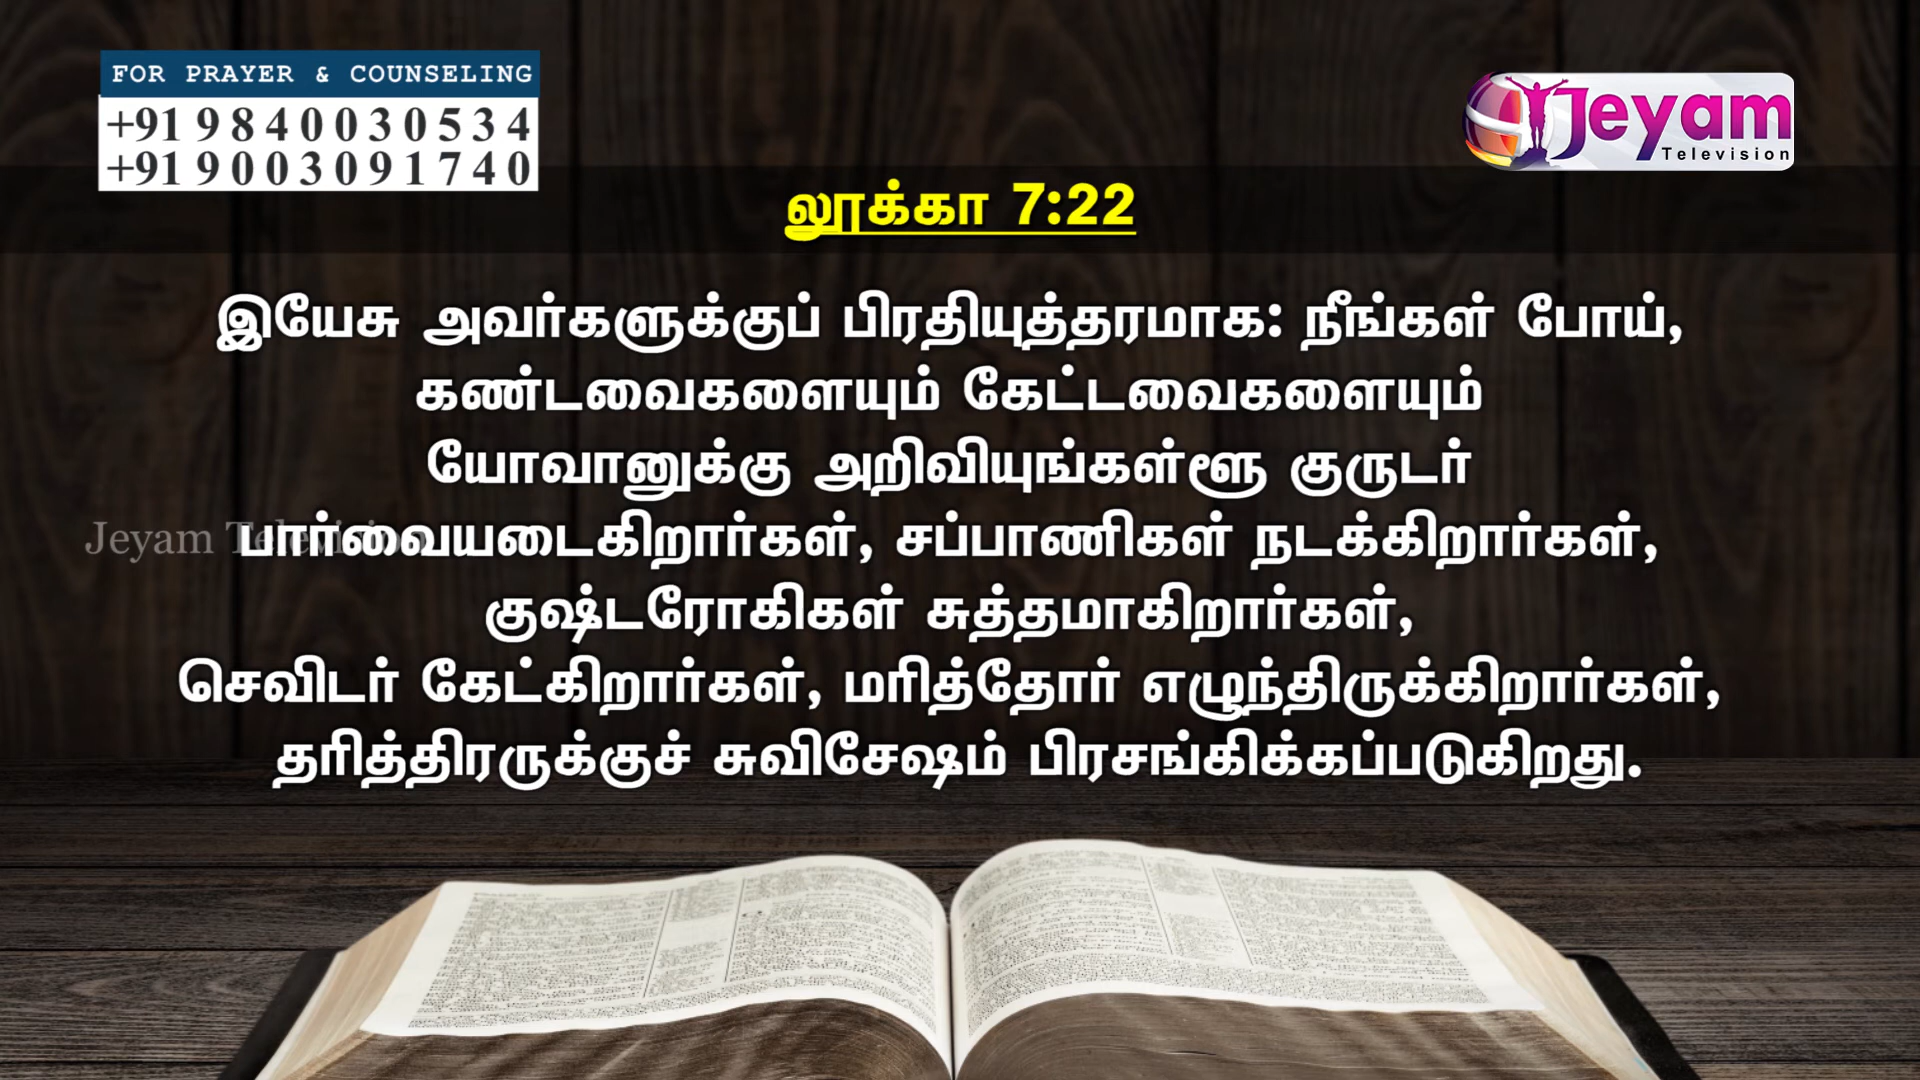 FOR PRAYER & COUNSELING
+91 9840030534
+91 9003091740
Jeyam
Television
லூக்கா 7:22
இயேசு அவர்களுக்குப் பிரதியுத்தரமாக: நீங்கள் போய்,
கண்டவைகளையும் கேட்டவைகளையும்
யோவானுக்கு அறிவியுங்கள்ளூ குருடர்
பார்வையடைகிறார்கள், சப்பாணிகள் நடக்கிறார்கள்,
Jeyam Television
குஷ்டரோகிகள் சுத்தமாகிறார்கள்,
செவிடர் கேட்கிறார்கள், மரித்தோர் எழுந்திருக்கிறார்கள்,
தரித்திரருக்குச் சுவிசேஷம் பிரசங்கிக்கப்படுகிறது.